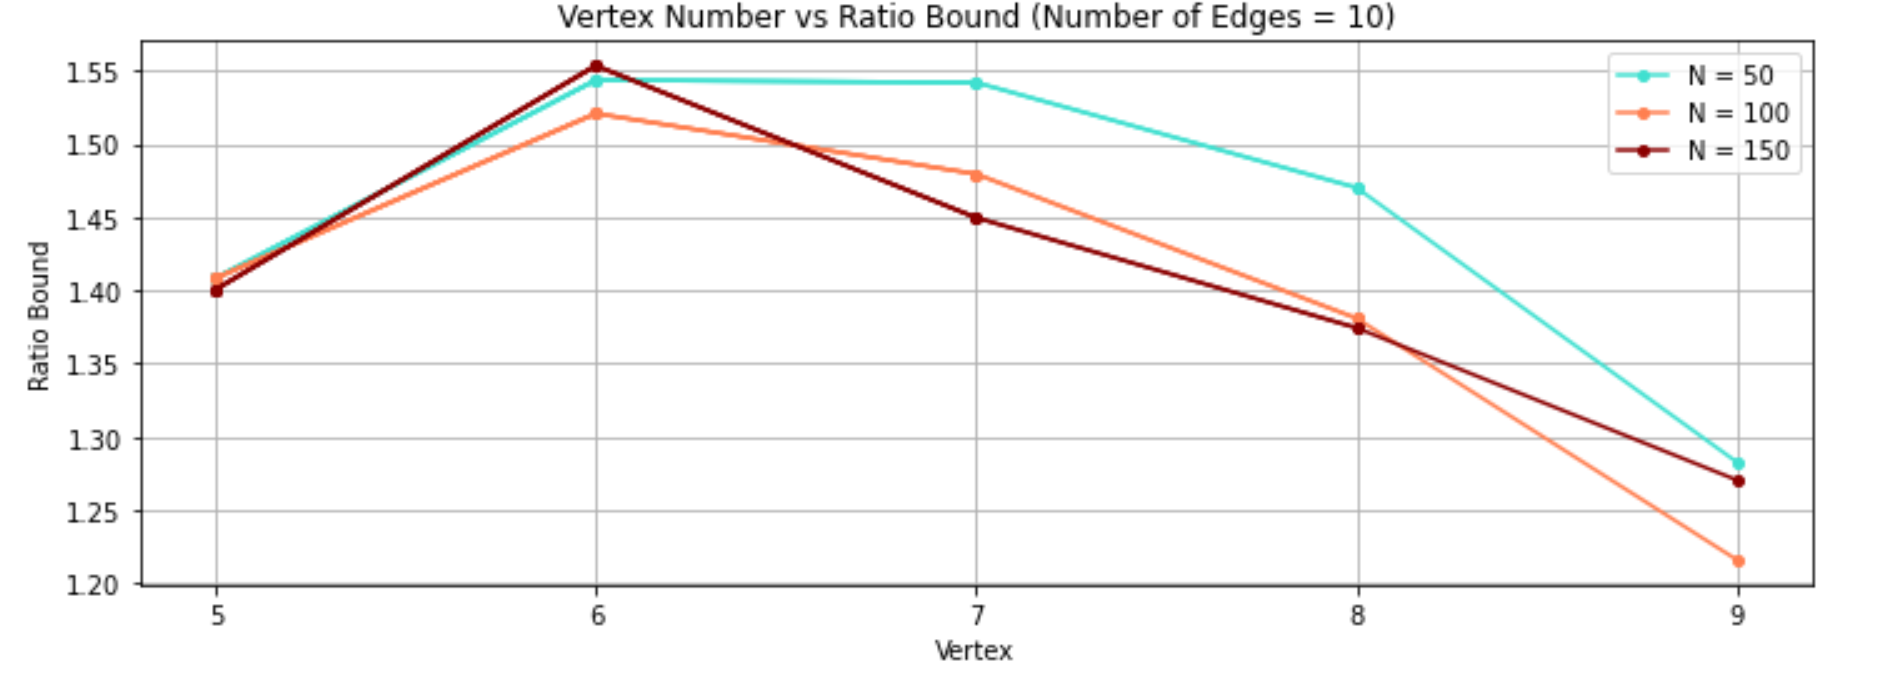 Vertex Number vs Ratio Bound (Number of Edges = 10)
N = 50
N = 100
N = 150
Ratio Bound
1.55
1.50
1.45
1.40
1.35
1.30
1.25
1.20
5 6 7 8 9
Vertex